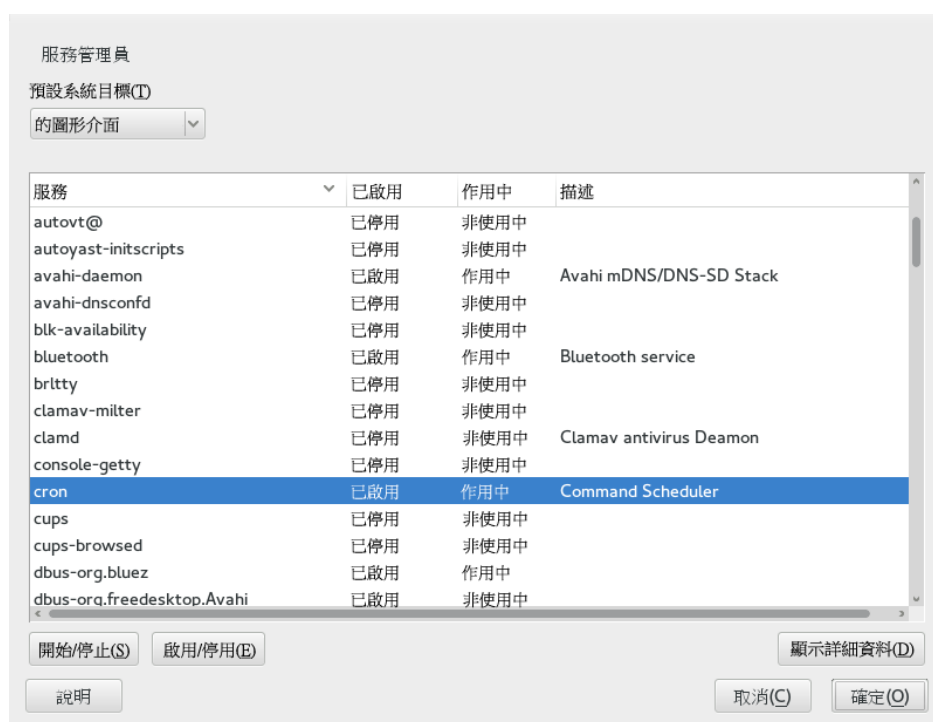 服務管理員
預設系統目標(T)
的圖形介面
服務 已啟用 作用中 描述
autovt@ 已停用 非使用中
autoyast-initscripts 已停用 非使用中
avahi-daemon 已啟用 作用中 Avahi mDNS/DNS-SD Stack
avahi-dnsconfd 已停用 非使用中
blk-availability 已停用 非使用中
bluetooth 已啟用 作用中 Bluetooth service
brltty 已停用 非使用中
clamav-milter 已停用 非使用中
clamd 已停用 非使用中 Clamav antivirus Deamon
console-getty 已停用 非使用中
cron 已啟用 作用中 Command Scheduler
cups 已停用 非使用中
cups-browsed 已停用 非使用中
dbus-org.bluez 已啟用 作用中
dbus-org.freedesktop.Avahi 已啟用 非使用中
開始/停止(S) 啟用/停用(E) 顯示詳細資料(D)
說明 取消(C) 確定(O)